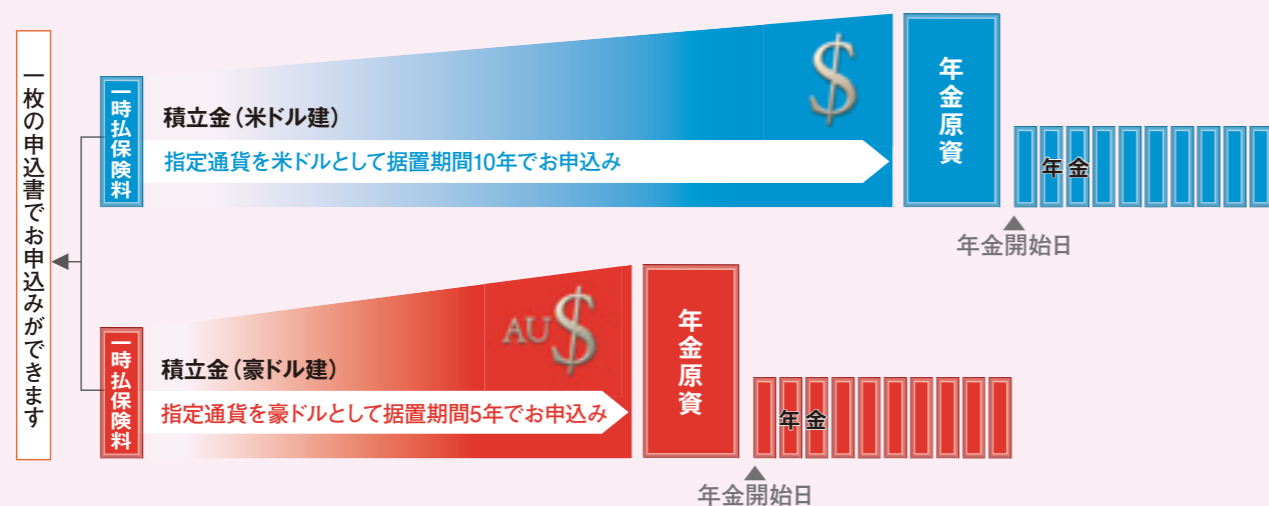 一枚の申込書でお申込みができます
一時払保険料
積立金（米ドル建）
指定通貨を米ドルとして据置期間10年でお申込み
$
年金原資
年金
年金開始日
一時払保険料
積立金（豪ドル建）
指定通貨を豪ドルとして据置期間5年でお申込み
AU$
年金原資
年金
年金開始日